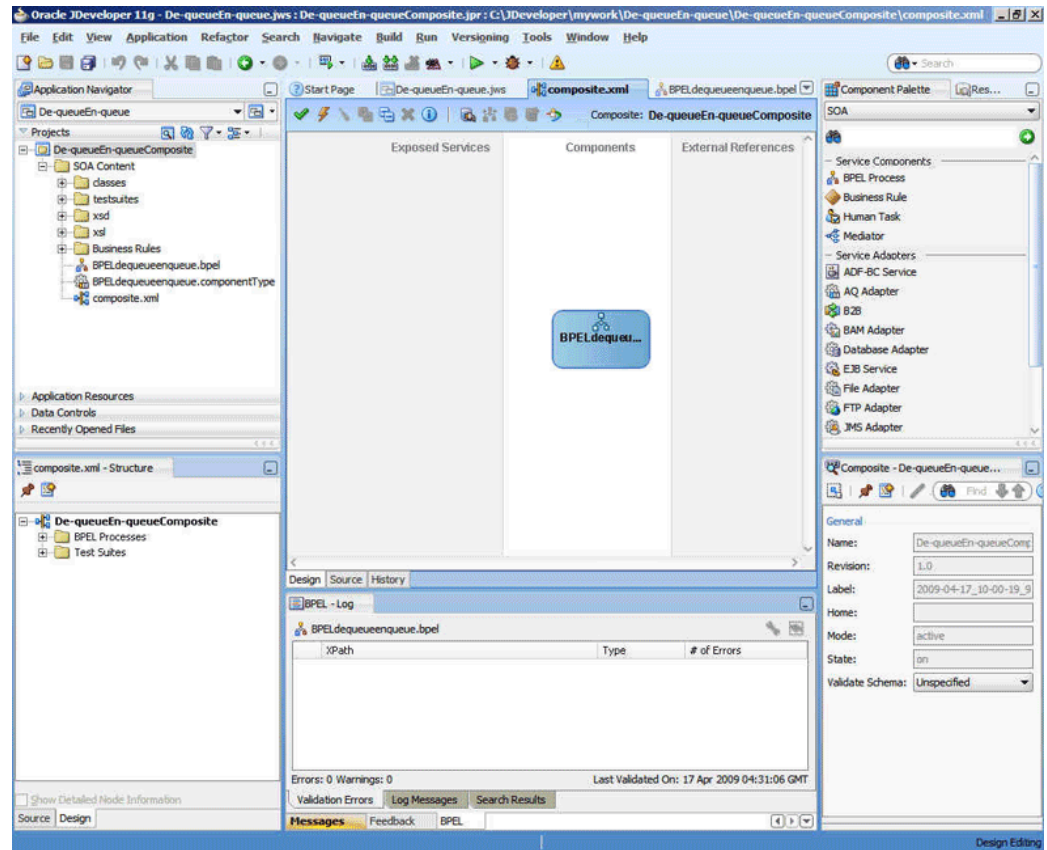 Oracle JDeveloper 11g - De-queueEn-queue.jws : De-queueEn-queueComposite.jpr : C:\JDeveloper\mywork\De-queueEn-queue\De-queueEn-queueComposite\composite.xml
File Edit View Application Refactor Search Navigate Build Run Versioning Tools Window Help
Search
Application Navigator
De-queueEn-queue
Projects
De-queueEn-queueComposite
SOA Content
classes
testsuites
xsd
xsl
Business Rules
BPELdequeueenqueue.bpel
BPELdequeueenqueue.componentType
composite.xml
Application Resources
Data Controls
Recently Opened Files
composite.xml - Structure
De-queueEn-queueComposite
BPEL Processes
Test Suites
Show Detailed Node Information
Source Design
Start Page De-queueEn-queue.jws composite.xml BPELdequeueenqueue.bpel
Composite: De-queueEn-queueComposite
Exposed Services Components External References
BPELdequeu...
Design Source History
BPEL - Log
BPELdequeueenqueue.bpel
XPath Type # of Errors
Errors: 0 Warnings: 0 Last Validated On: 17 Apr 2009 04:31:06 GMT
Validation Errors Log Messages Search Results
Messages Feedback BPEL
Component Palette Res...
SOA
Service Components
BPEL Process
Business Rule
Human Task
Mediator
Service Adapters
ADF-BC Service
AQ Adapter
B2B
BAM Adapter
Database Adapter
EJB Service
File Adapter
FTP Adapter
JMS Adapter
Composite - De-queueEn-queue...
Find
General
Name: De-queueEn-queueComp
Revision: 1.0
Label: 2009-04-17_10-00-19_9
Home:
Mode: active
State: on
Validate Schema: Unspecified
Design Editing